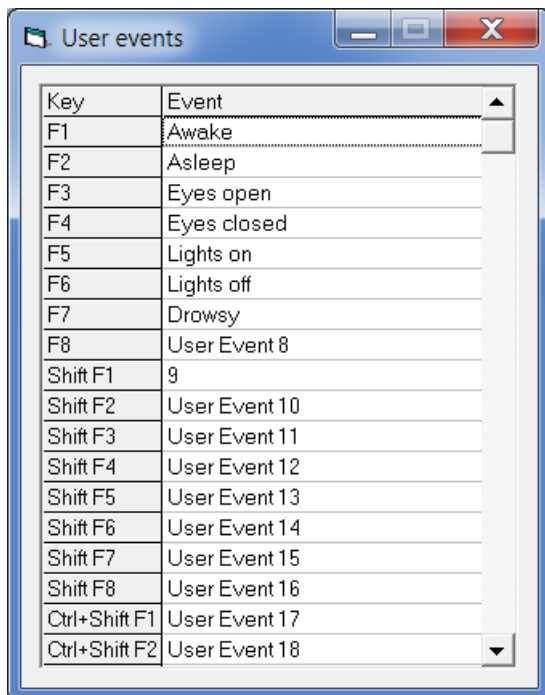 User events
Key Event
F1 Awake
F2 Asleep
F3 Eyes open
F4 Eyes closed
F5 Lights on
F6 Lights off
F7 Drowsy
F8 User Event 8
Shift F1 9
Shift F2 User Event 10
Shift F3 User Event 11
Shift F4 User Event 12
Shift F5 User Event 13
Shift F6 User Event 14
Shift F7 User Event 15
Shift F8 User Event 16
Ctrl+Shift F1 User Event 17
Ctrl+Shift F2 User Event 18